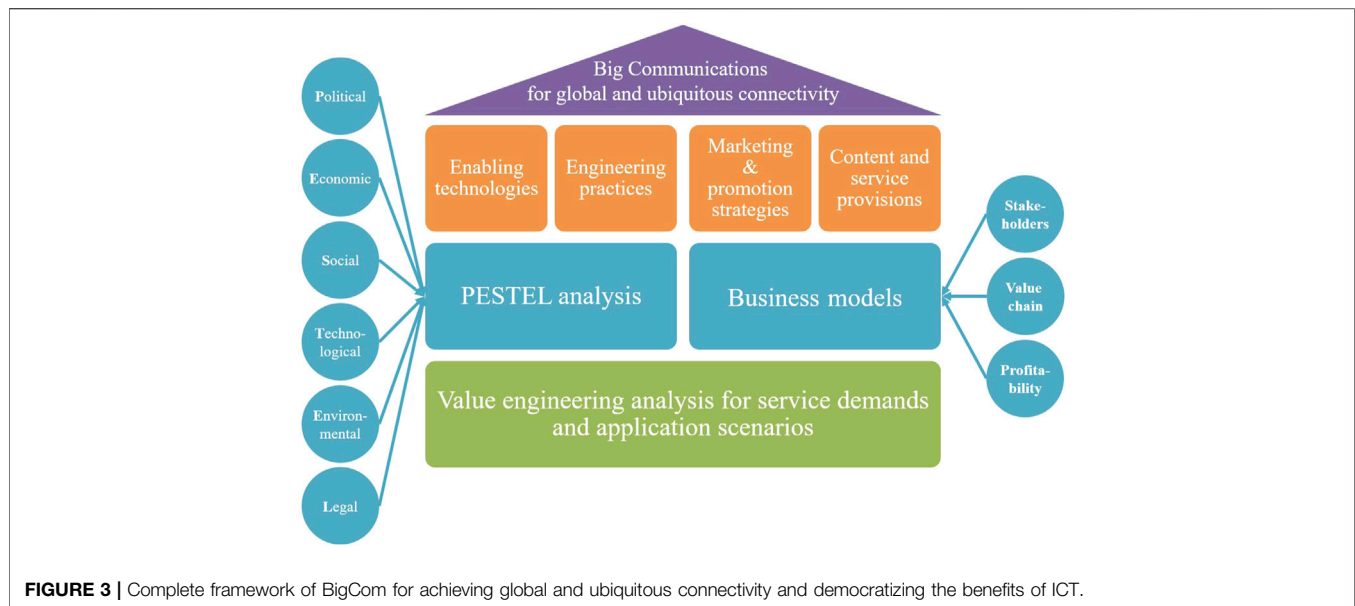 Big Communications
for global and ubiquitous connectivity
Political
Economic
Social
Techno-
logical
Environ-
mental
Legal
Enabling
technologies
Engineering
practices
Marketing
&
promotion
strategies
Content and
service
provisions
PESTEL analysis
Business models
Stake-
holders
Value
chain
Profita-
bility
Value engineering analysis for service demands
and application scenarios
FIGURE 3 | Complete framework of BigCom for achieving global and ubiquitous connectivity and democratizing the benefits of ICT.